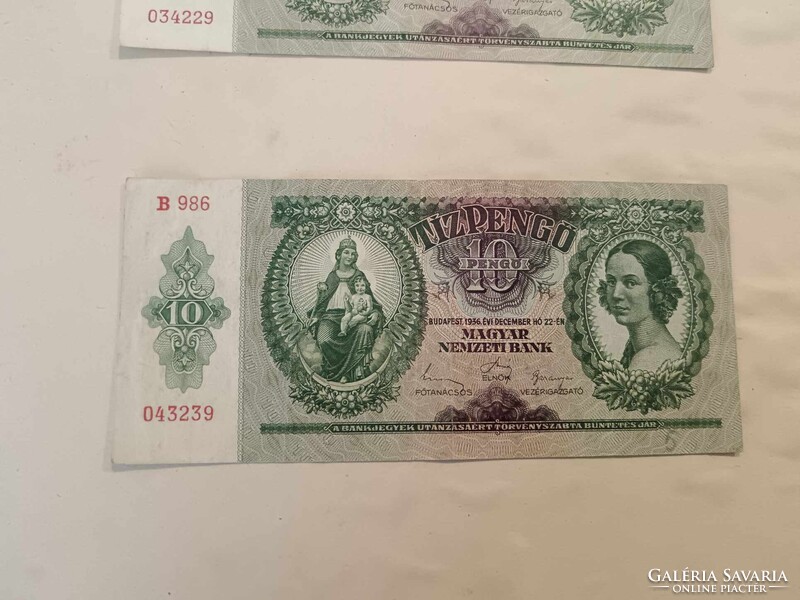 034229
FŐTANÁCSOS VEZÉRIGAZGATÓ
A BANKJEGYEK UTÁNZÁSÁÉRT TÖRVÉNYSZABTA BÜNTETÉS JÁR
B 986
TÍZPENGŐ
10
PENGŐ
10
BUDAPEST, 1936. ÉVI DECEMBER HÓ 22-ÉN
MAGYAR
NEMZETI BANK
ELNÖK
FŐTANÁCSOS VEZÉRIGAZGATÓ
043239
A BANKJEGYEK UTÁNZÁSÁÉRT TÖRVÉNYSZABTA BÜNTETÉS JÁR
GALÉRIA SAVARIA
ONLINE PIACTÉR